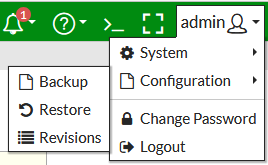 1
admin
System
Configuration
Backup
Restore
Revisions
Change Password
Logout